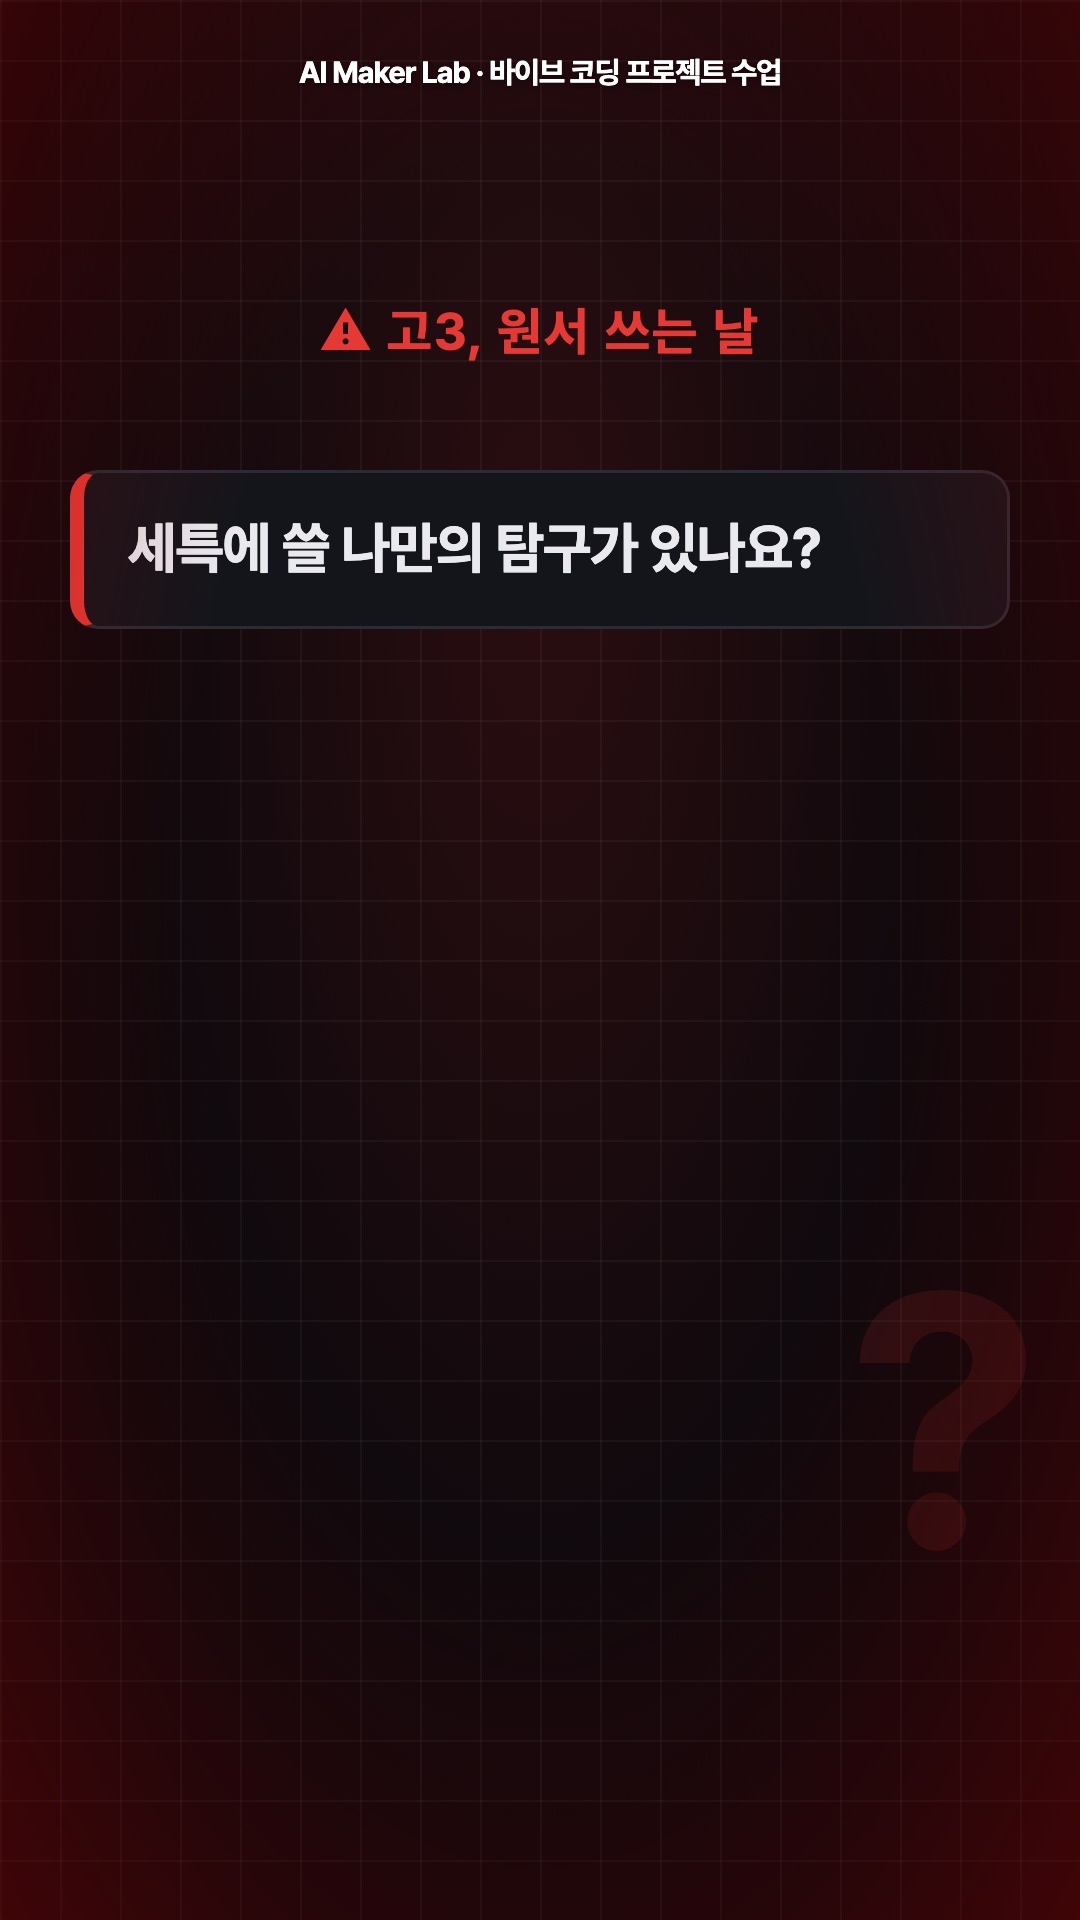 AI Maker Lab · 바이브 코딩 프로젝트 수업
⚠ 고3, 원서 쓰는 날
세특에 쓸 나만의 탐구가 있나요?
?